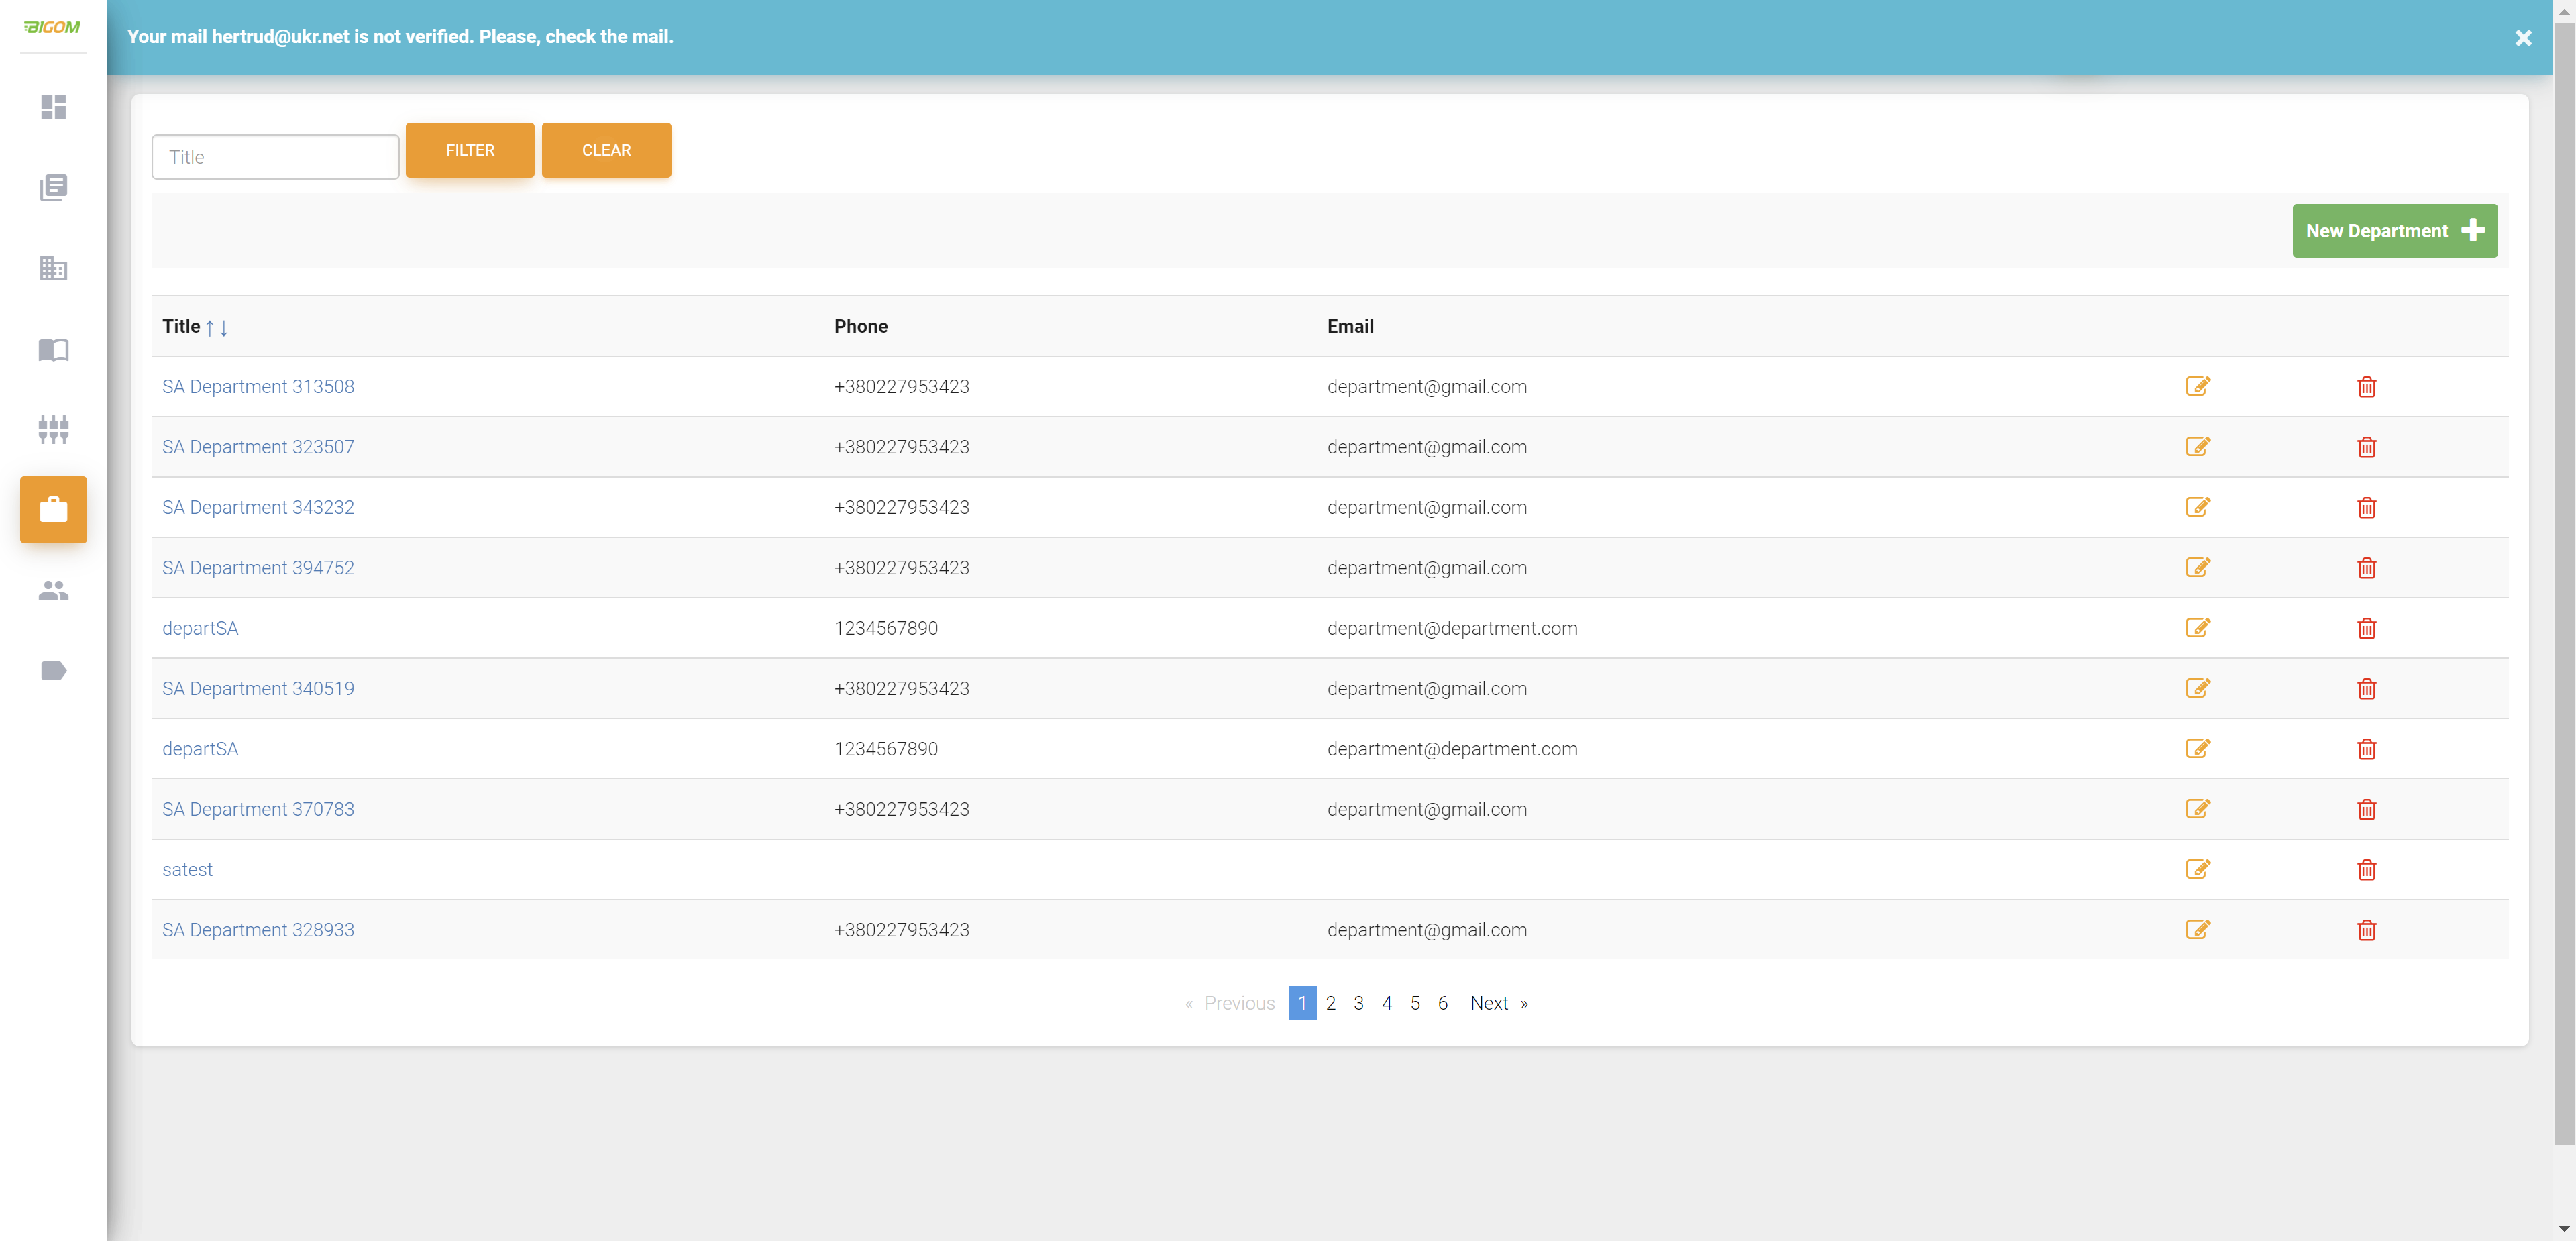 BIGOM
Your mail hertrud@ukr.net is not verified. Please, check the mail.
Title
FILTER
CLEAR
New Department
Title ↑↓ Phone Email
SA Department 313508 +380227953423 department@gmail.com
SA Department 323507 +380227953423 department@gmail.com
SA Department 343232 +380227953423 department@gmail.com
SA Department 394752 +380227953423 department@gmail.com
departSA 1234567890 department@department.com
SA Department 340519 +380227953423 department@gmail.com
departSA 1234567890 department@department.com
SA Department 370783 +380227953423 department@gmail.com
satest
SA Department 328933 +380227953423 department@gmail.com
« Previous 1 2 3 4 5 6 Next »